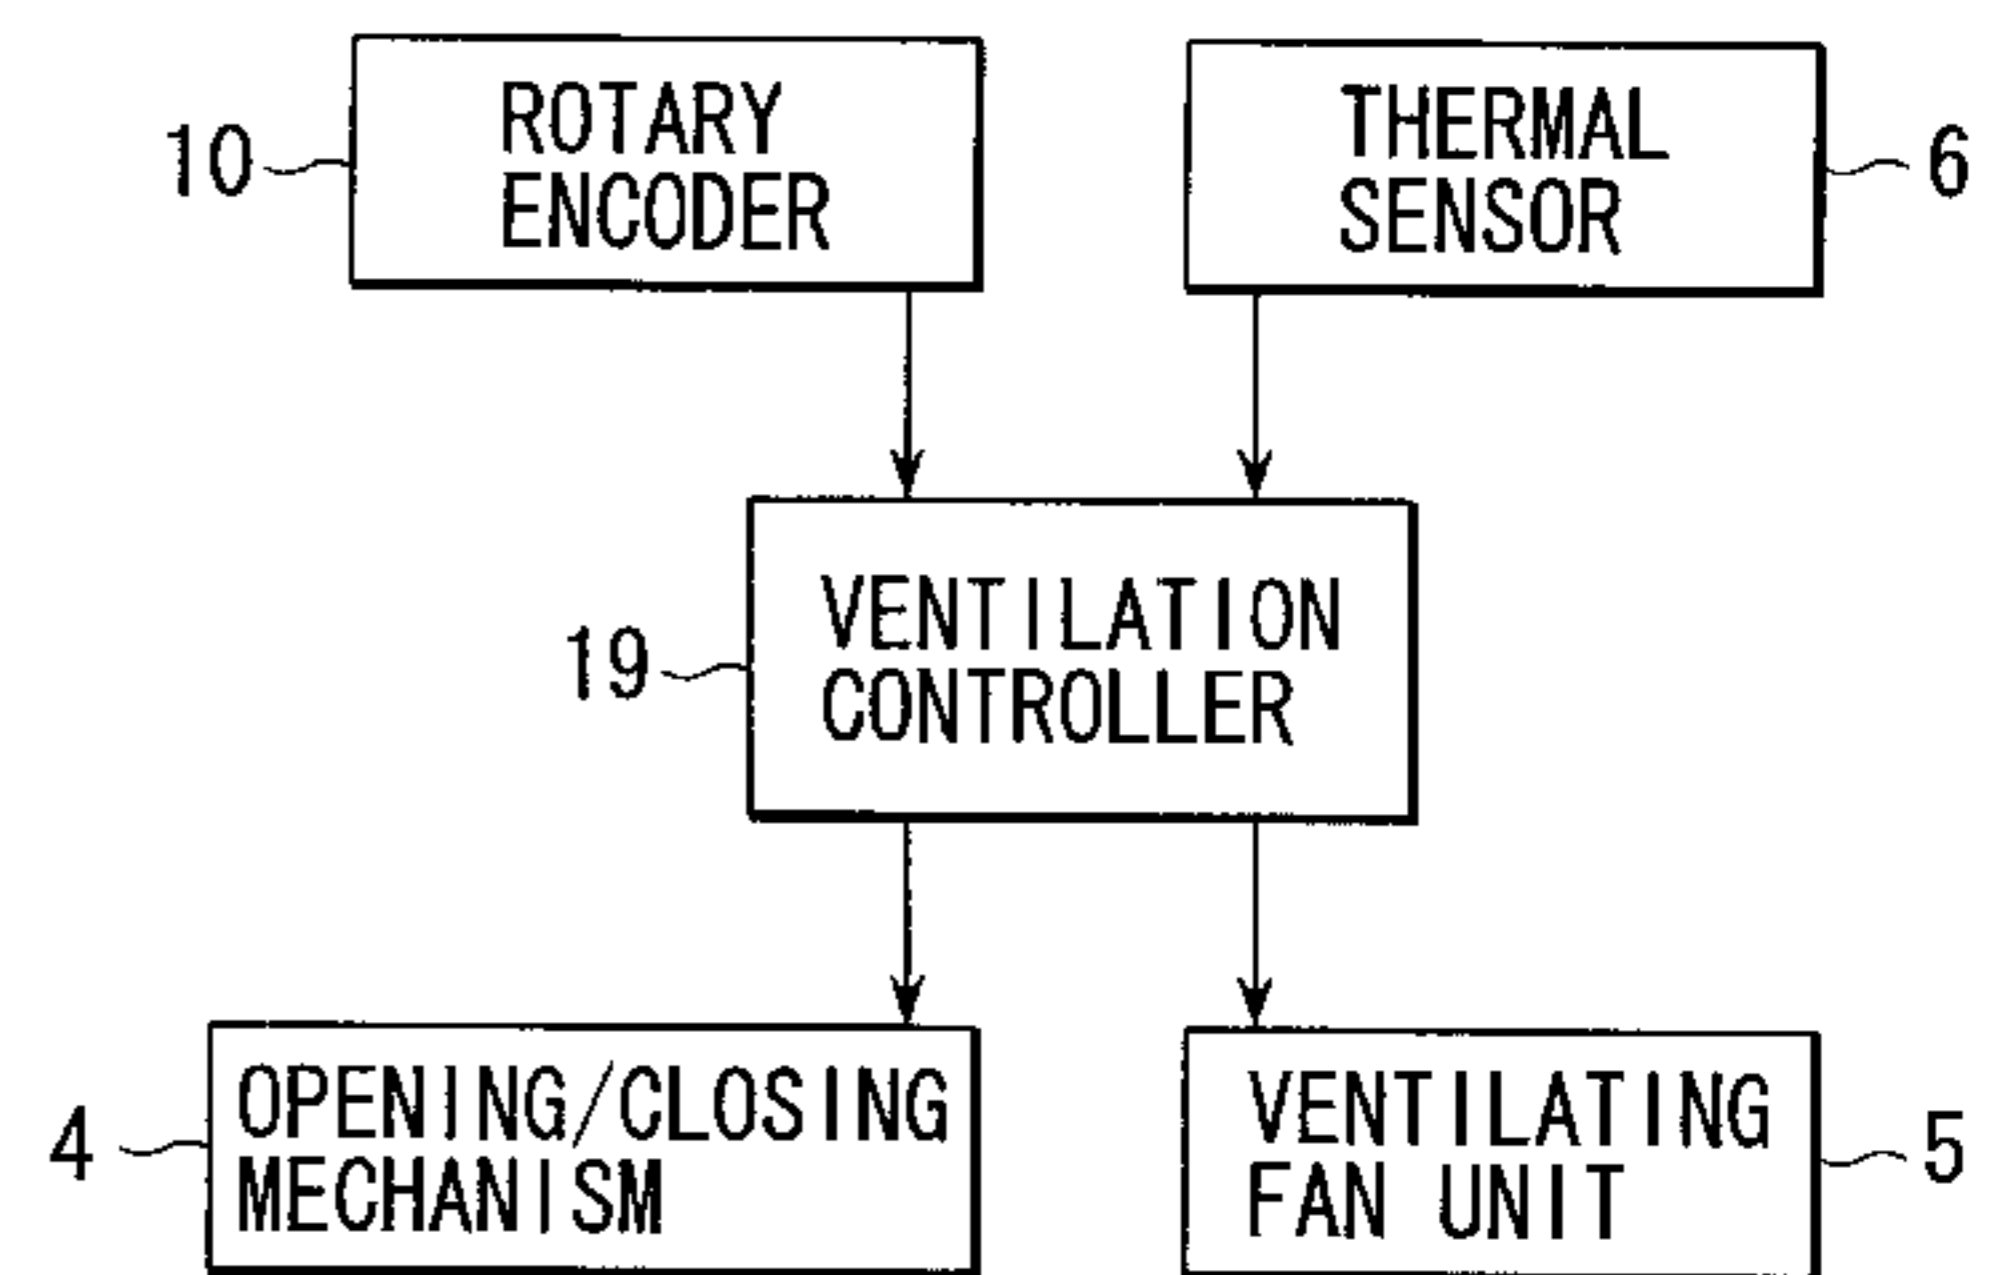 ROTARY
ENCODER
10
THERMAL
SENSOR
6
VENTILATION
CONTROLLER
19
OPENING/CLOSING
MECHANISM
4
VENTILATING
FAN UNIT
5